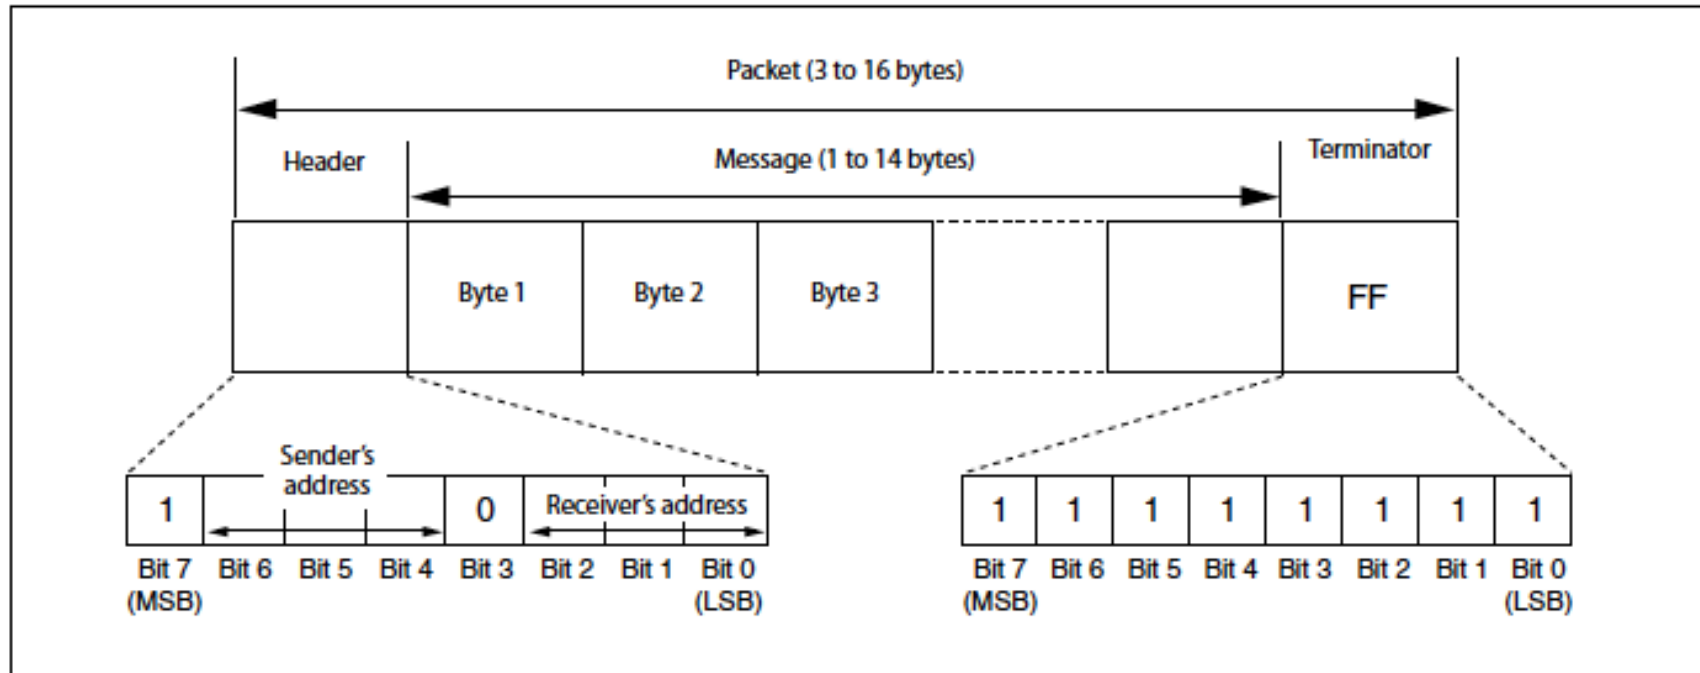 Packet (3 to 16 bytes)
Header
Message (1 to 14 bytes)
Terminator
Byte 1
Byte 2
Byte 3
FF
Sender's
address
1
0
Receiver's address
1 1 1 1 1 1 1 1
Bit 7 Bit 6 Bit 5 Bit 4 Bit 3 Bit 2 Bit 1 Bit 0
(MSB) (LSB)
Bit 7 Bit 6 Bit 5 Bit 4 Bit 3 Bit 2 Bit 1 Bit 0
(MSB) (LSB)